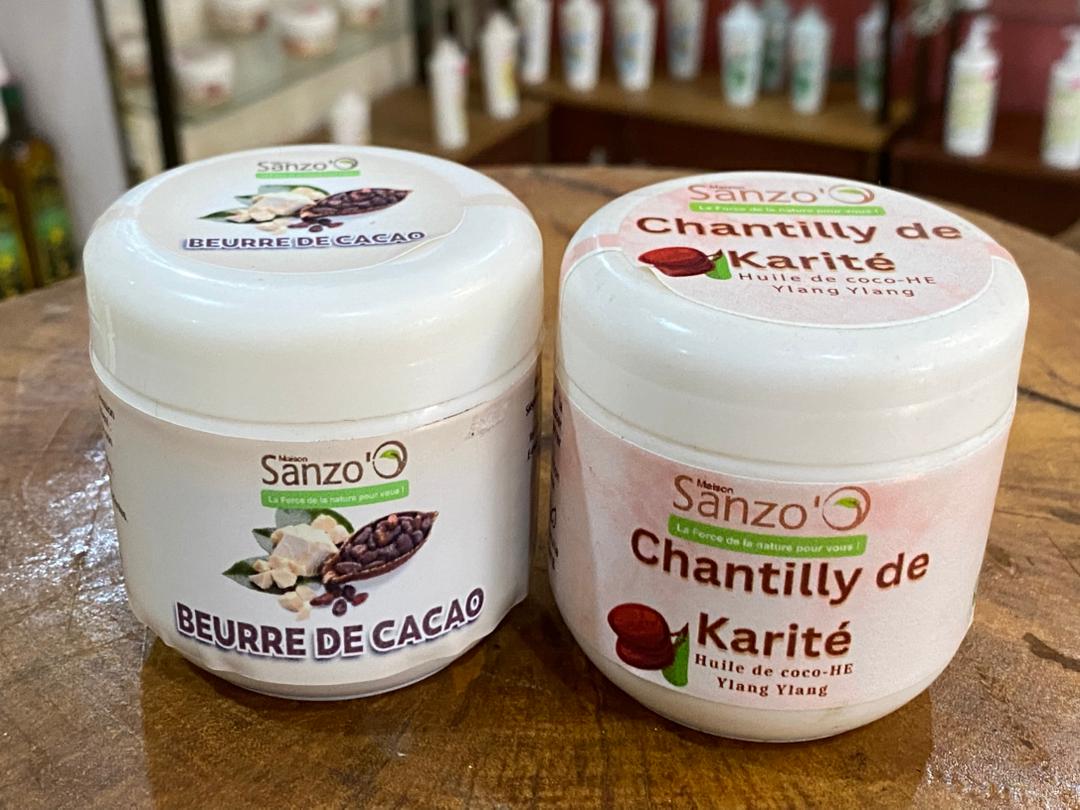 Sanzo'O
BEURRE DE CACAO
Maison
Sanzo'O
La Force de la nature pour vous !
BEURRE DE CACAO
Maison
Sanzo'O
La Force de la nature pour vous !
Chantilly de
Karité
Huile de coco-HE
Ylang Ylang
Maison
Sanzo'O
La Force de la nature pour vous !
Chantilly de
Karité
Huile de coco-HE
Ylang Ylang